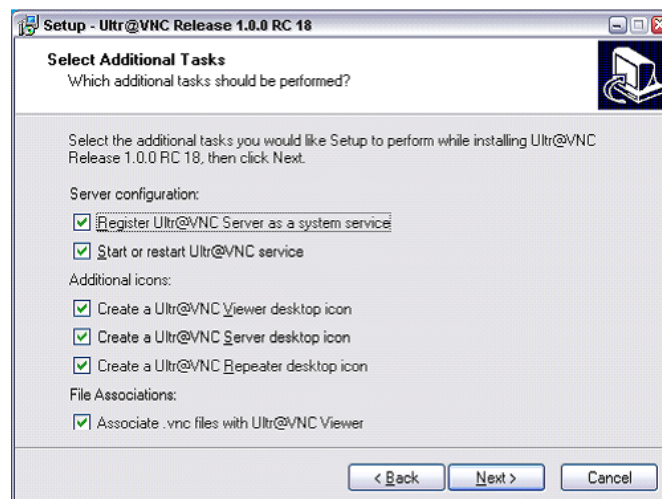 Setup - Ultr@VNC Release 1.0.0 RC 18
Select Additional Tasks
Which additional tasks should be performed?
Select the additional tasks you would like Setup to perform while installing Ultr@VNC
Release 1.0.0 RC 18, then click Next.
Server configuration:
Register Ultr@VNC Server as a system service
Start or restart Ultr@VNC service
Additional icons:
Create a Ultr@VNC Viewer desktop icon
Create a Ultr@VNC Server desktop icon
Create a Ultr@VNC Repeater desktop icon
File Associations:
Associate .vnc files with Ultr@VNC Viewer
< Back
Next >
Cancel